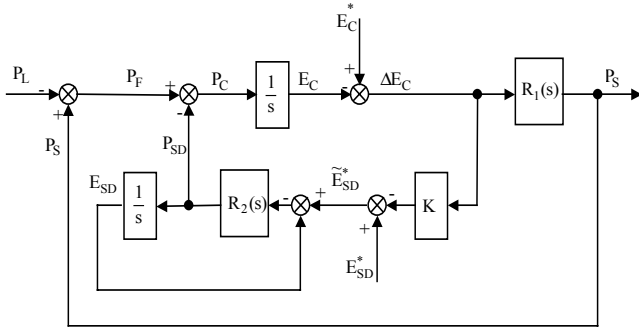 E*C
PL - PF + PC 1/s EC - + ΔEC R1(s) PS
+ PS - PSD
ESD 1/s R2(s) - + Ẽ*SD - K
+ +
E*SD